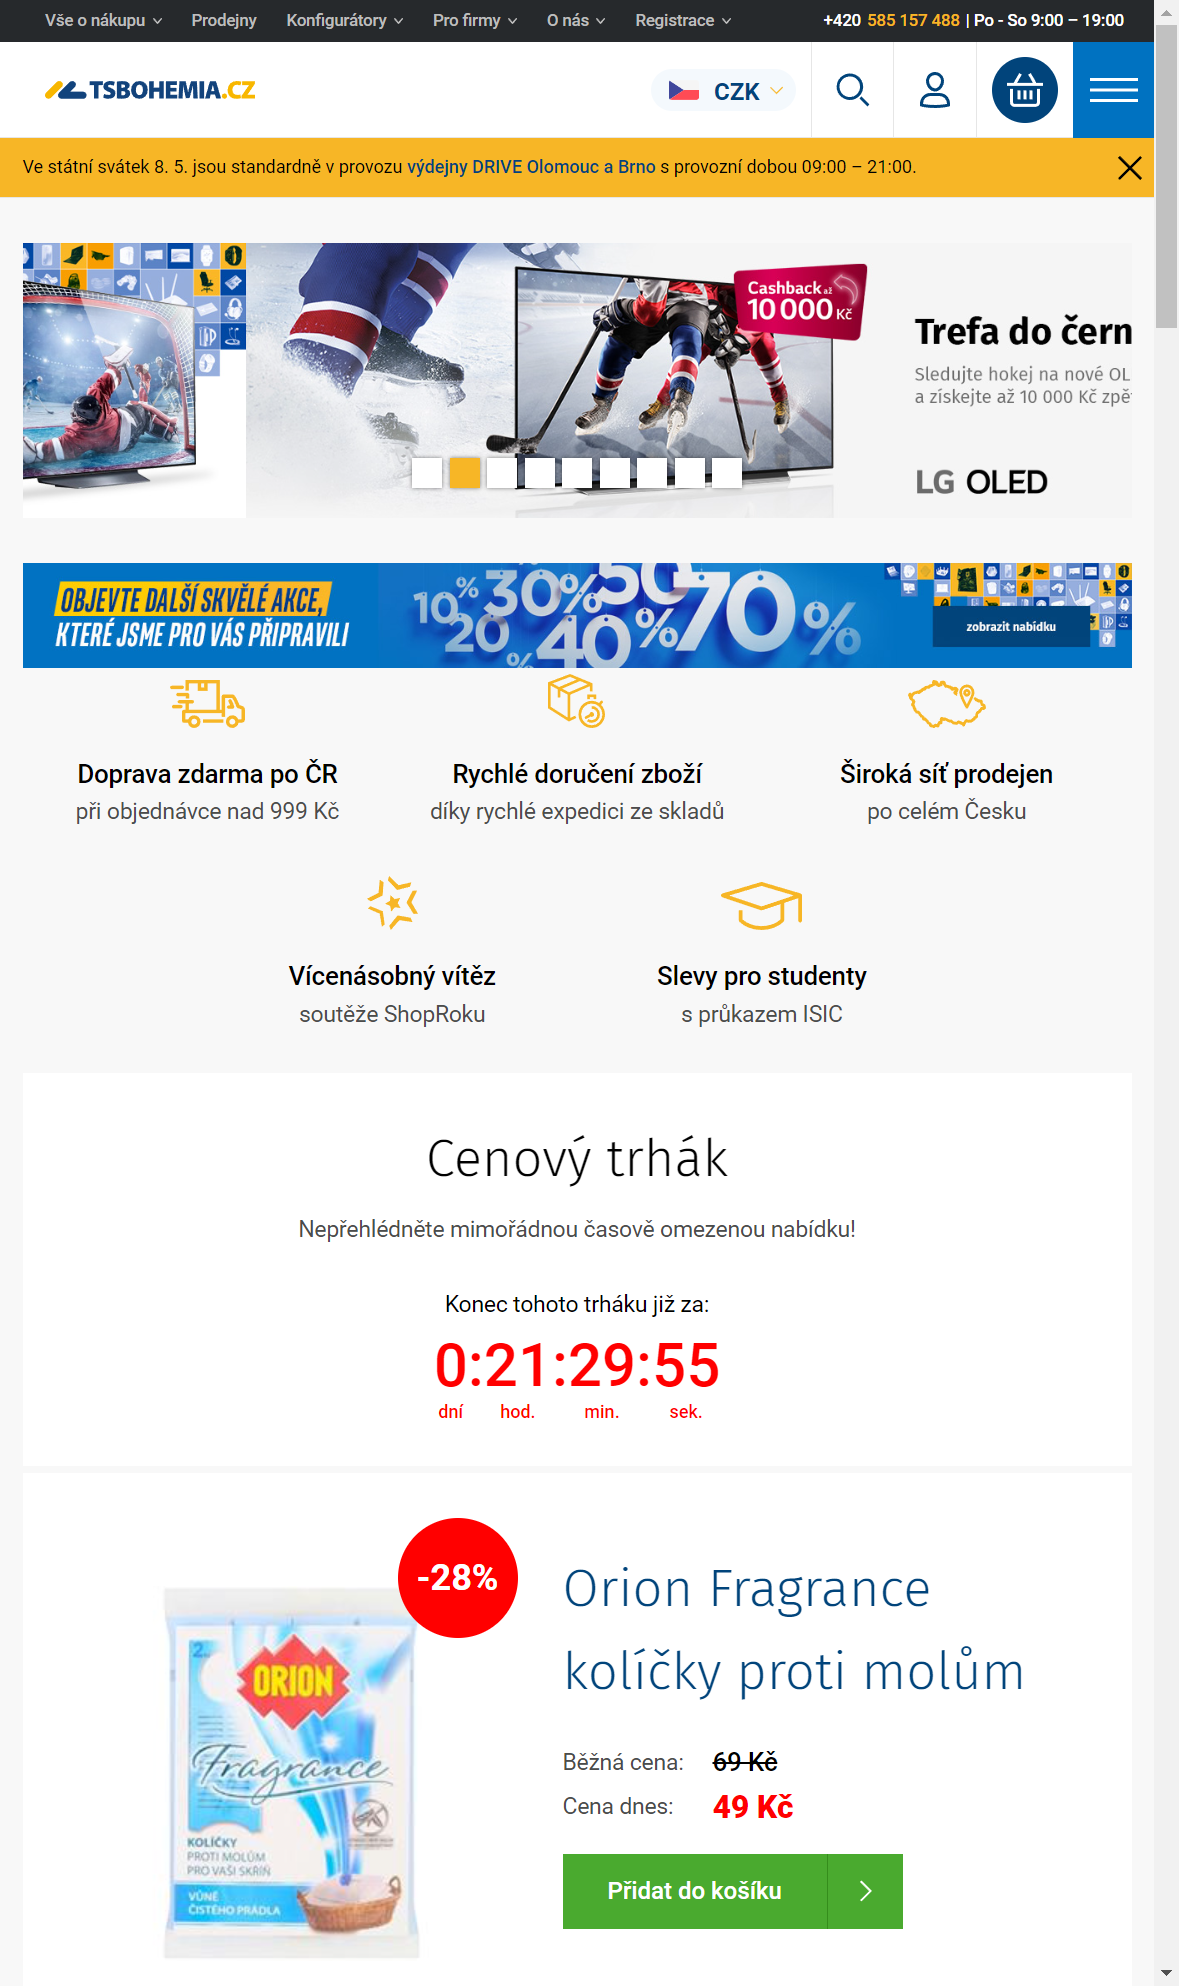 Vše o nákupu Prodejny Konfigurátory Pro firmy O nás Registrace +420 585 157 488 | Po - So 9:00 – 19:00
TSBOHEMIA.CZ CZK
Ve státní svátek 8. 5. jsou standardně v provozu výdejny DRIVE Olomouc a Brno s provozní dobou 09:00 – 21:00.
Cashback až
10 000 Kč
Trefa do čern
Sledujte hokej na nové OL
a získejte až 10 000 Kč zpě
LG OLED
OBJEVTE DALŠÍ SKVĚLÉ AKCE,
KTERÉ JSME PRO VÁS PŘIPRAVILI
10% 30% 50 70%
20% 40%
zobrazit nabídku
Doprava zdarma po ČR
při objednávce nad 999 Kč
Rychlé doručení zboží
díky rychlé expedici ze skladů
Široká síť prodejen
po celém Česku
Vícenásobný vítěz
soutěže ShopRoku
Slevy pro studenty
s průkazem ISIC
Cenový trhák
Nepřehlédněte mimořádnou časově omezenou nabídku!
Konec tohoto trháku již za:
0:21:29:55
dní hod. min. sek.
-28%
ORION
Fragrance
KOLÍČKY
PROTI MOLŮM
PRO VAŠI SKŘÍŇ
VŮNĚ
ČISTÉHO PRÁDLA
Orion Fragrance
kolíčky proti molům
Běžná cena: 69 Kč
Cena dnes: 49 Kč
Přidat do košíku